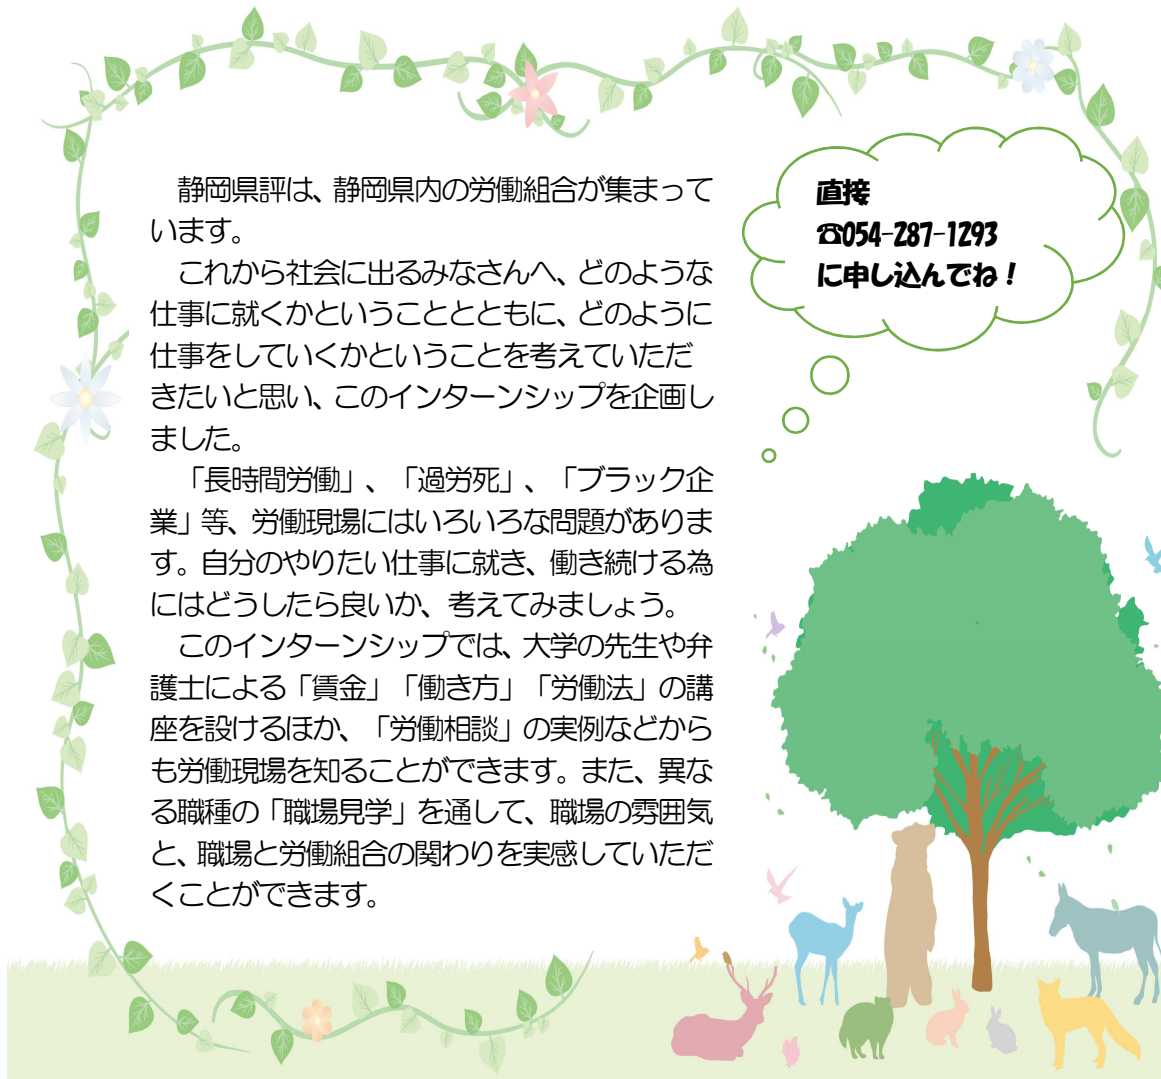 静岡県評は、静岡県内の労働組合が集まって
います。
これから社会に出るみなさんへ、どのような
仕事に就くかということとともに、どのように
仕事をしていくかということを考えていただ
きたいと思い、このインターンシップを企画し
ました。
「長時間労働」、「過労死」、「ブラック企
業」等、労働現場にはいろいろな問題がありま
す。自分のやりたい仕事に就き、働き続ける為
にはどうしたら良いか、考えてみましょう。
このインターンシップでは、大学の先生や弁
護士による「賃金」「働き方」「労働法」の講
座を設けるほか、「労働相談」の実例などから
も労働現場を知ることができます。また、異な
る職種の「職場見学」を通して、職場の雰囲気
と、職場と労働組合の関わりを実感していただ
くことができます。
直接
☎054-287-1293
に申し込んでね！